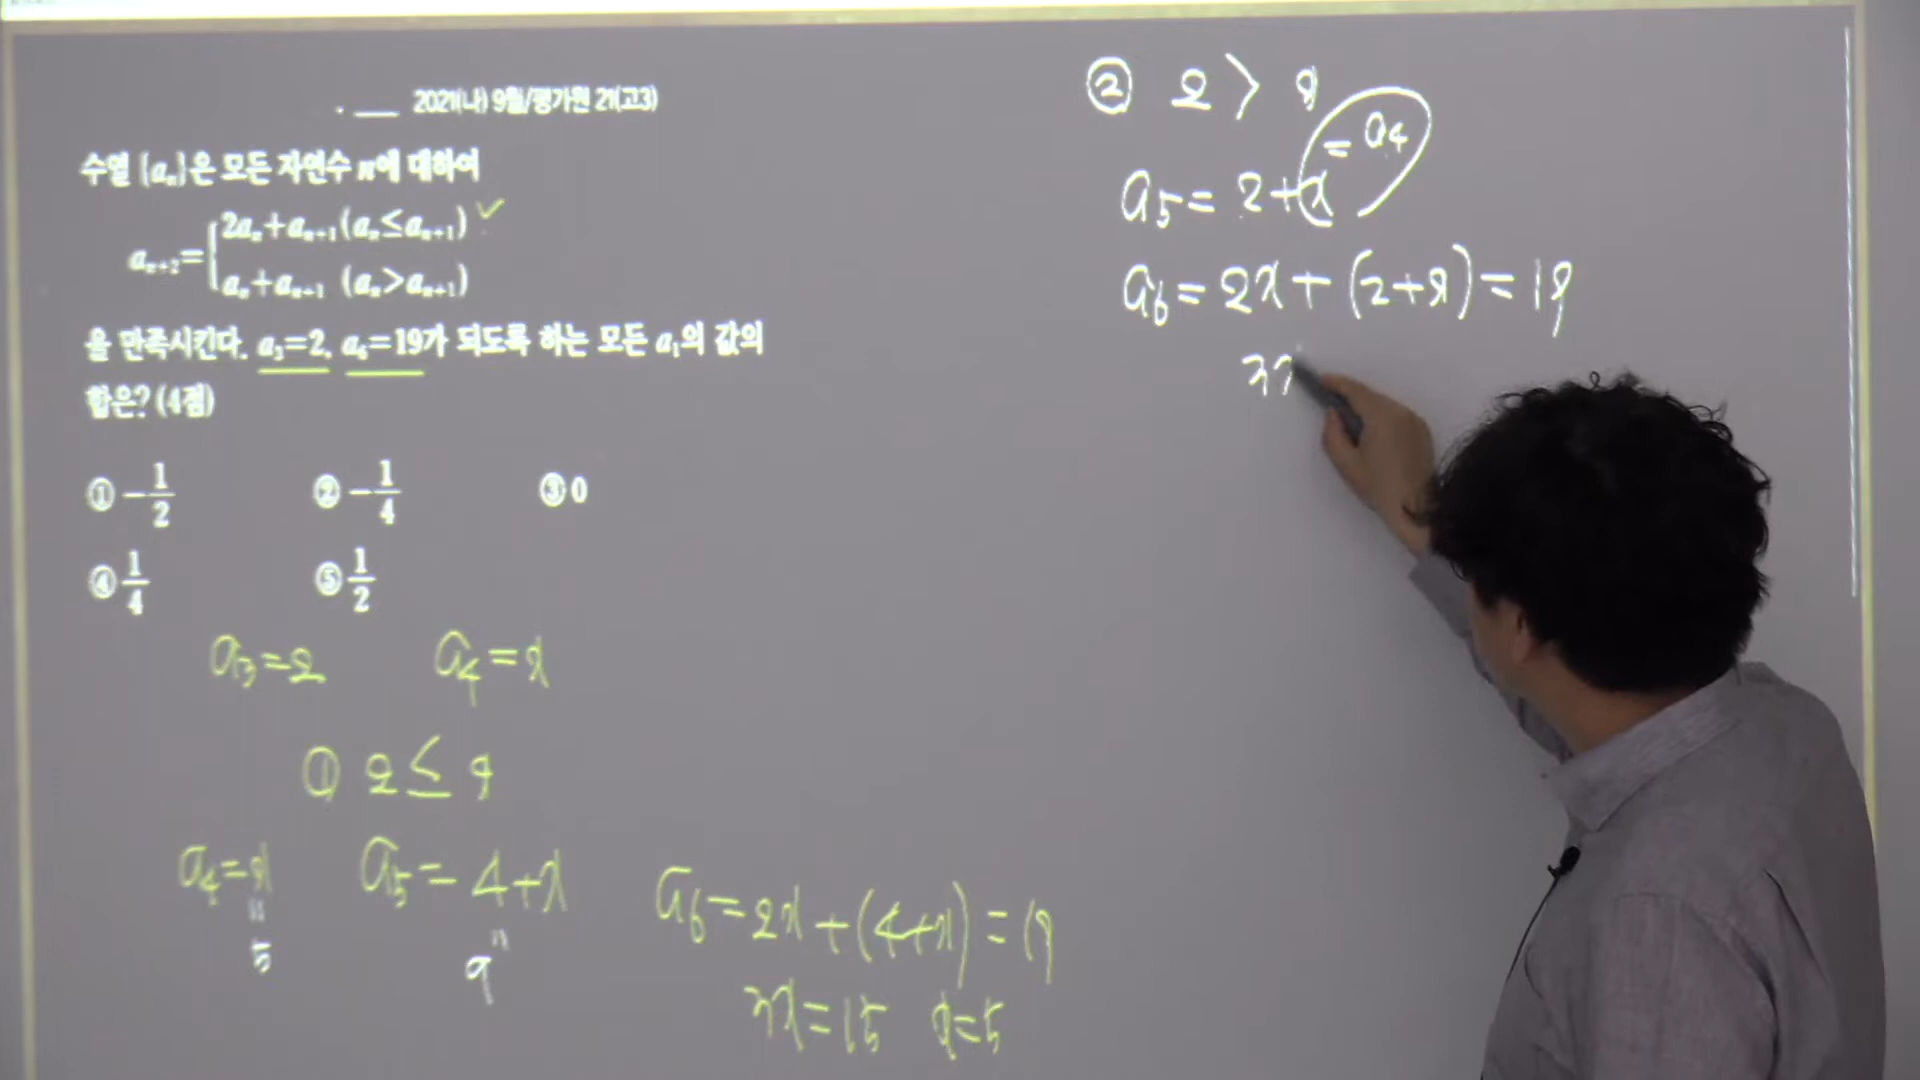 2021(나) 9월/평가원 21(고3)
수열 {aₙ}은 모든 자연수 n에 대하여
aₙ₊₂= { 2aₙ+aₙ₊₁ (aₙ≤aₙ₊₁) ✓
aₙ+aₙ₊₁ (aₙ>aₙ₊₁)
을 만족시킨다. a₃=2, a₆=19가 되도록 하는 모든 a₁의 값의
합은? (4점)
① -1/2 ② -1/4 ③ 0
④ 1/4 ⑤ 1/2
a₃=2 a₄=x
① 2≤x
a₄=x a₅=4+x a₆=2x+(4+x)=19
" "
5 9
3x=15 x=5
② 2>x
=a₄
a₅=2+x
a₆=2x+(2+x)=19
3x